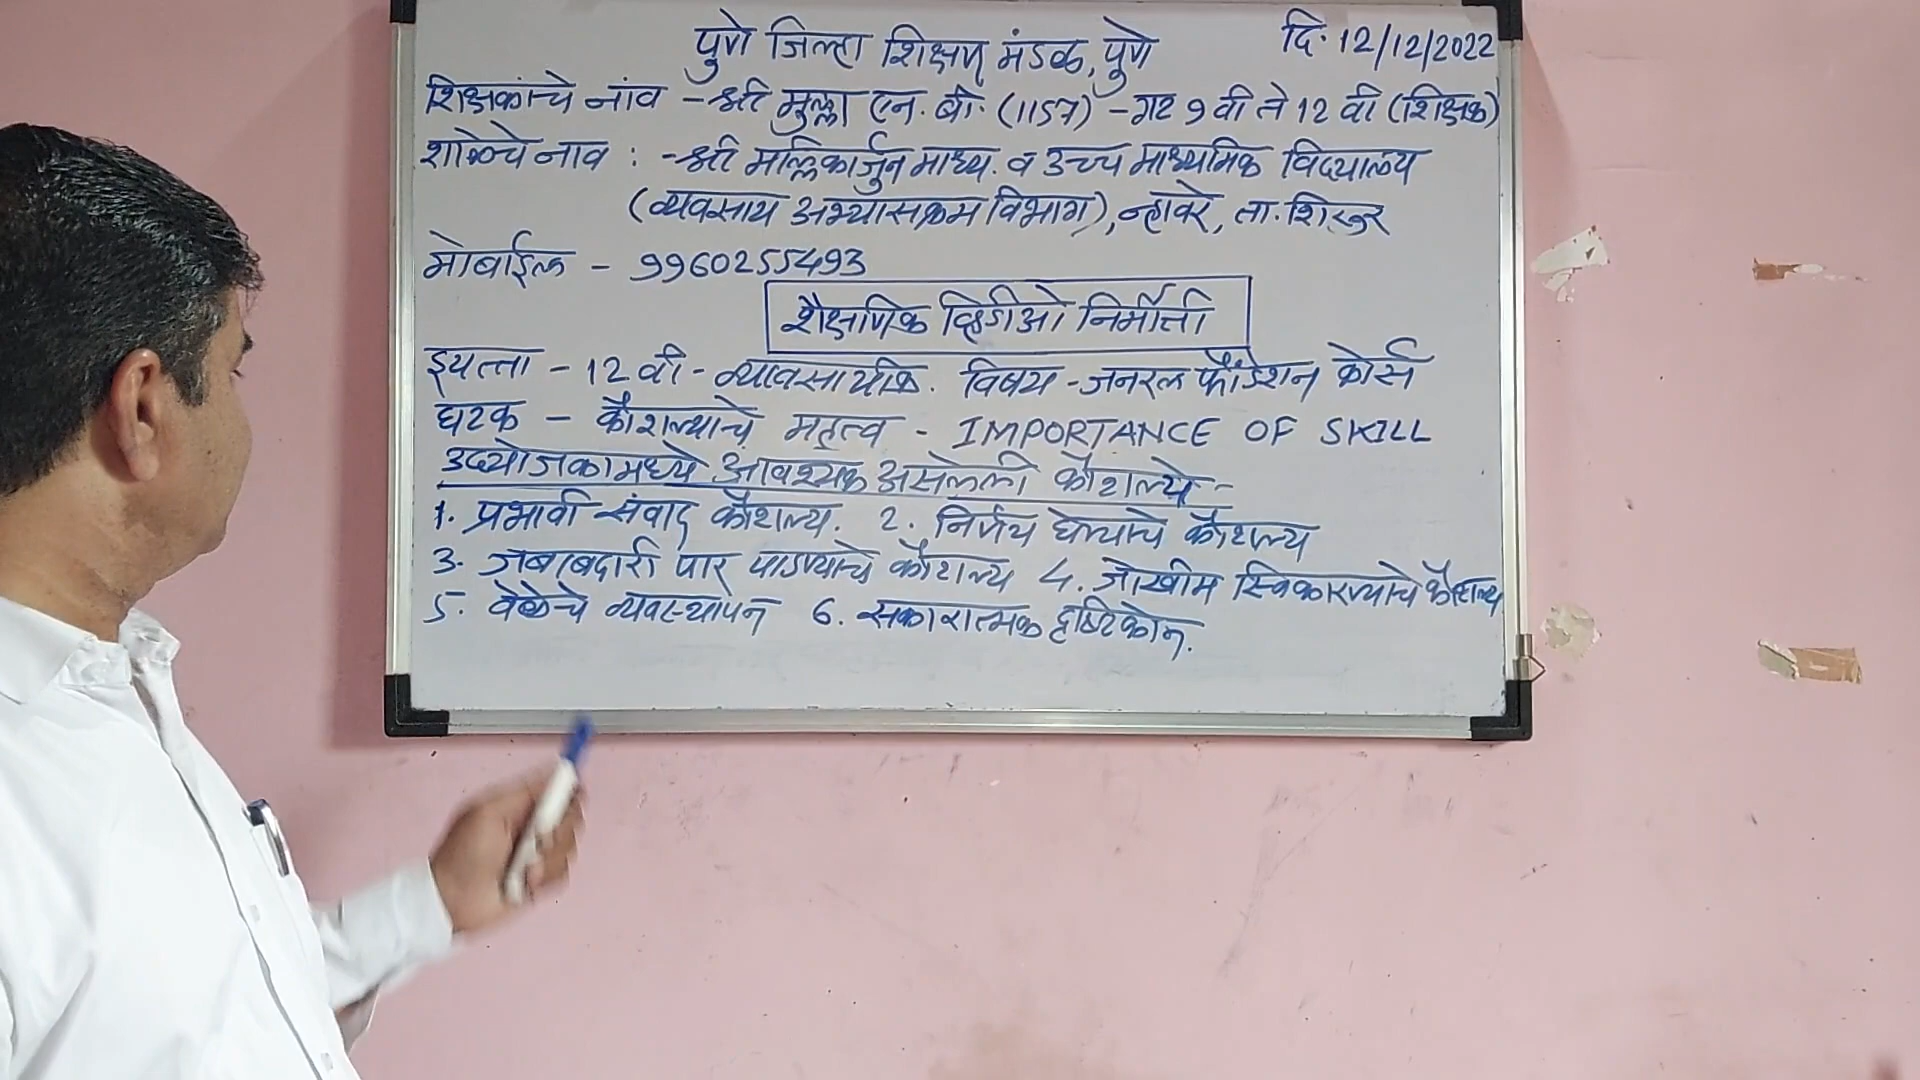 पुणे जिल्हा शिक्षण मंडळ, पुणे दि. 12/12/2022
शिक्षकांचे नांव - श्री मुल्ला एन. बी. (1157) - गट 9 वी ते 12 वी (शिक्षक)
शाळेचे नाव : - श्री मल्लिकार्जुन माध्य. व उच्च माध्यमिक विद्यालय
(व्यवसाय अभ्यासक्रम विभाग), न्हावरे, ता. शिरूर
मोबाईल - 9960255493
शैक्षणिक व्हिडीओ निर्मीती
इयत्ता - 12 वी - व्यावसायिक. विषय - जनरल फौंडेशन कोर्स
घटक - कौशल्याचे महत्व - IMPORTANCE OF SKILL
उद्योजकामध्ये आवश्यक असलेली कौशल्ये -
1. प्रभावी संवाद कौशल्य. 2. निर्णय घेण्याचे कौशल्य
3. जबाबदारी पार पाडण्याचे कौशल्य 4. जोखीम स्विकारण्याचे कौशल्य
5. वेळेचे व्यवस्थापन 6. सकारात्मक दृष्टिकोन.